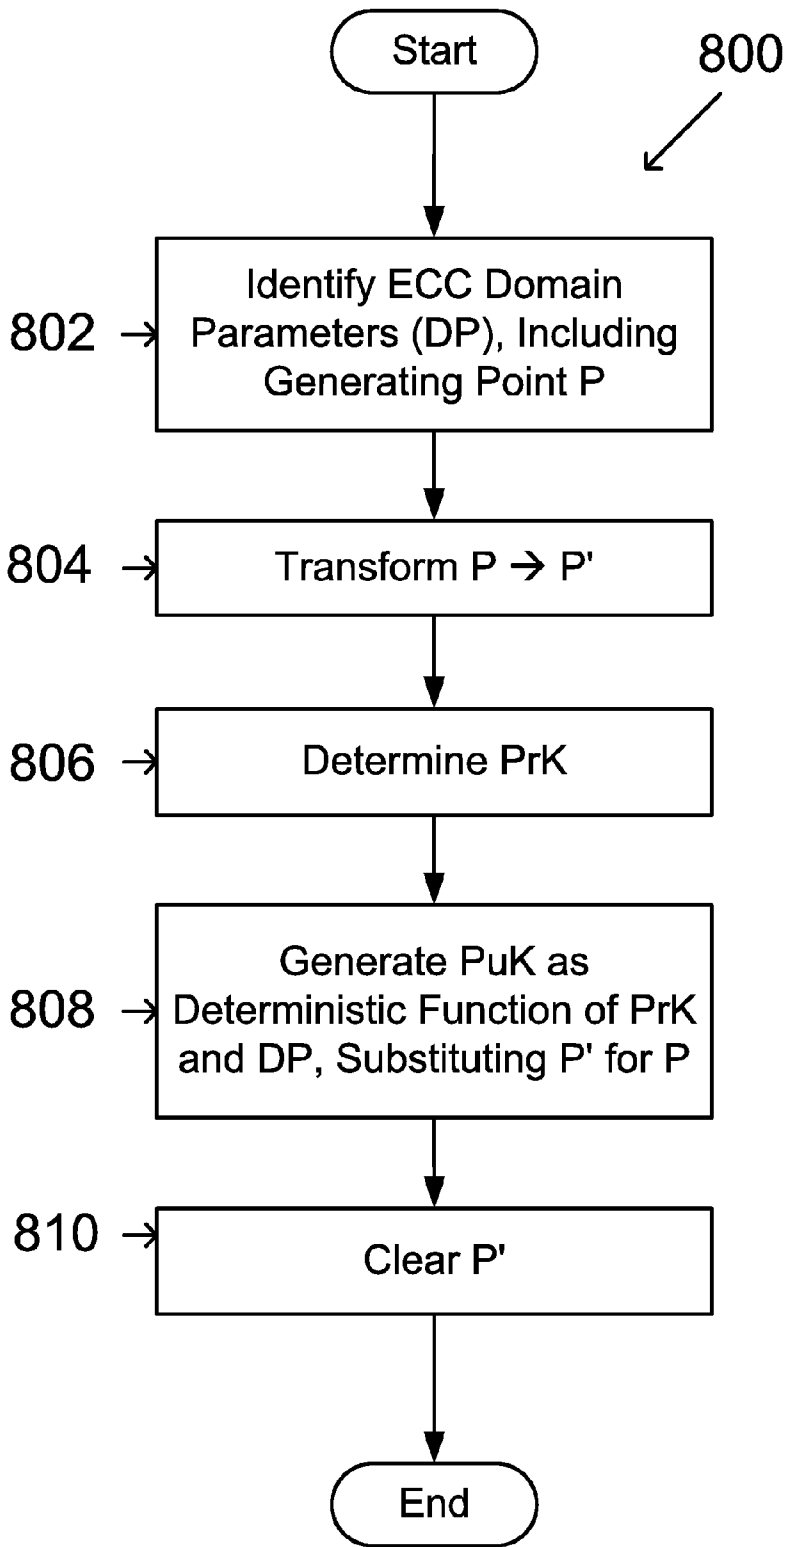 Start
800
802
Identify ECC Domain
Parameters (DP), Including
Generating Point P
804
Transform P → P'
806
Determine PrK
808
Generate PuK as
Deterministic Function of PrK
and DP, Substituting P' for P
810
Clear P'
End